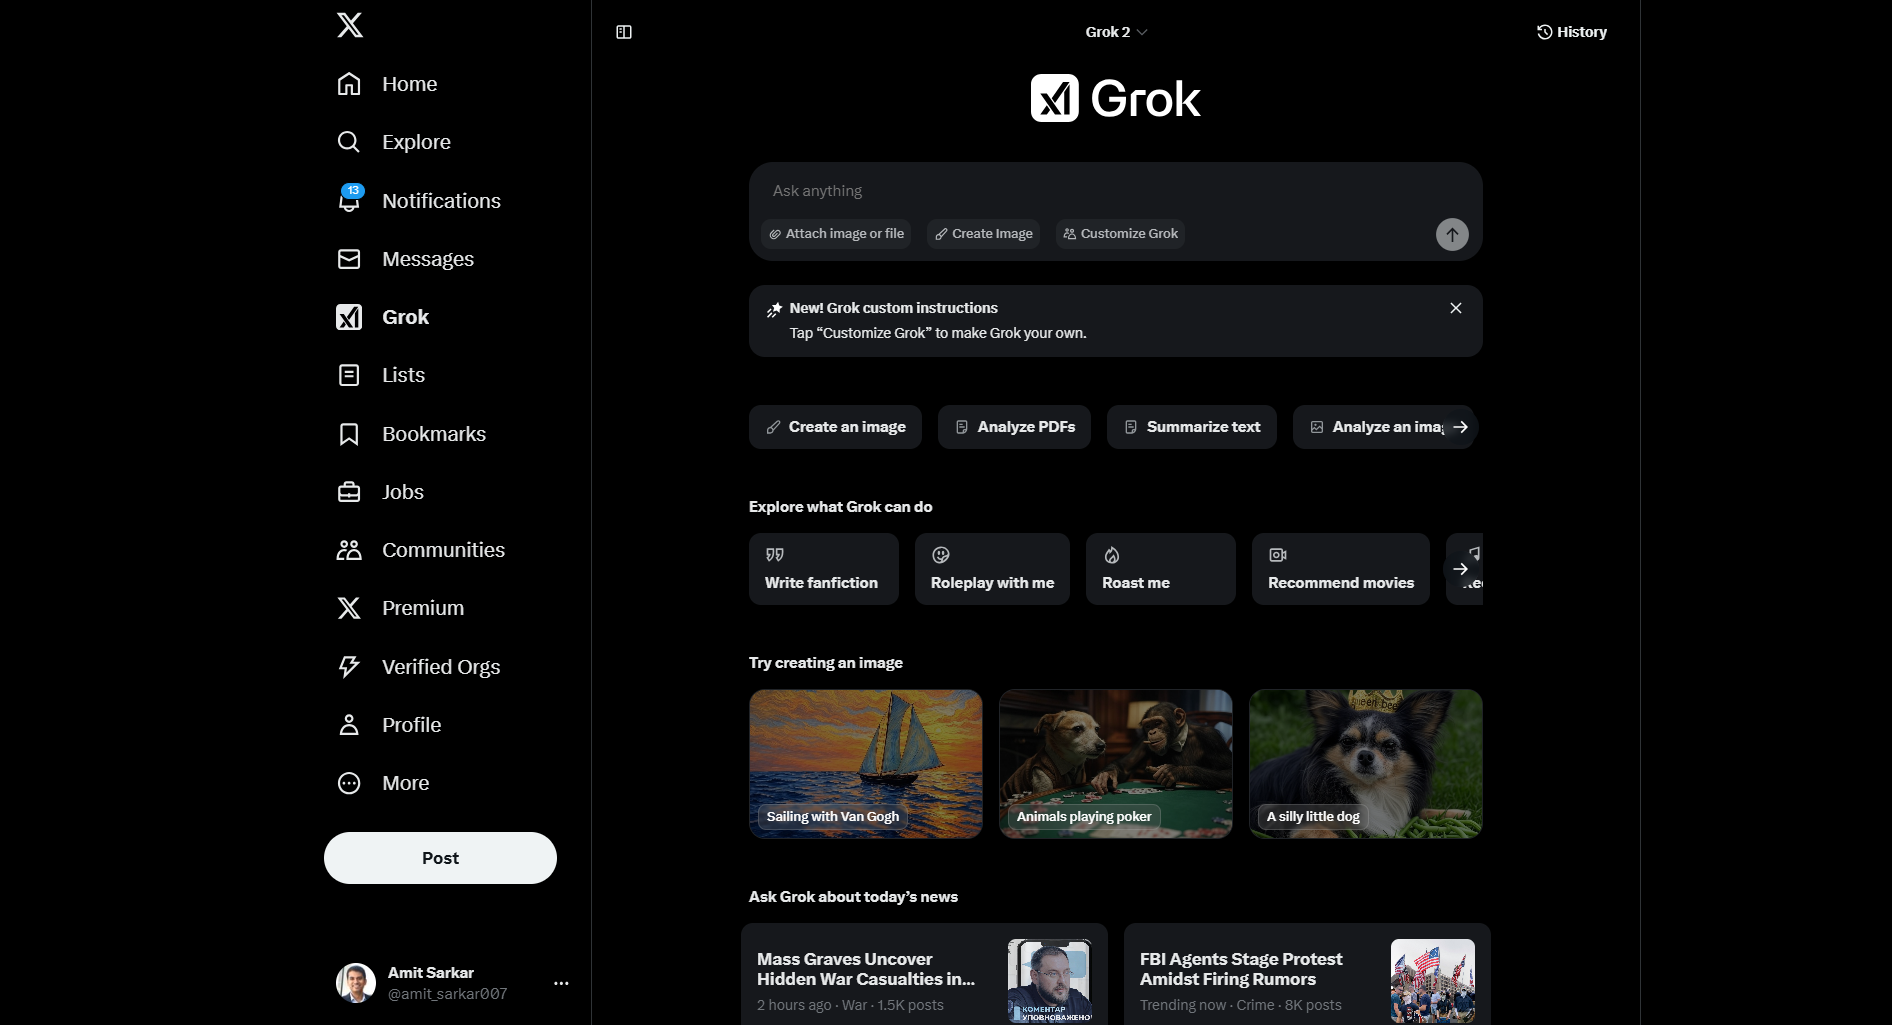 Home
Explore
13
Notifications
Messages
Grok
Lists
Bookmarks
Jobs
Communities
Premium
Verified Orgs
Profile
More
Post
Amit Sarkar
@amit_sarkar007
Grok 2
History
Grok
Ask anything
Attach image or file
Create Image
Customize Grok
New! Grok custom instructions
Tap “Customize Grok” to make Grok your own.
Create an image
Analyze PDFs
Summarize text
Analyze an
Explore what Grok can do
Write fanfiction
Roleplay with me
Roast me
Recommend movies
Try creating an image
queen bee
Sailing with Van Gogh
Animals playing poker
A silly little dog
Ask Grok about today’s news
Mass Graves Uncover
Hidden War Casualties in...
2 hours ago · War · 1.5K posts
КОМЕНТАР
УПОВНОВАЖЕНО
FBI Agents Stage Protest
Amidst Firing Rumors
Trending now · Crime · 8K posts